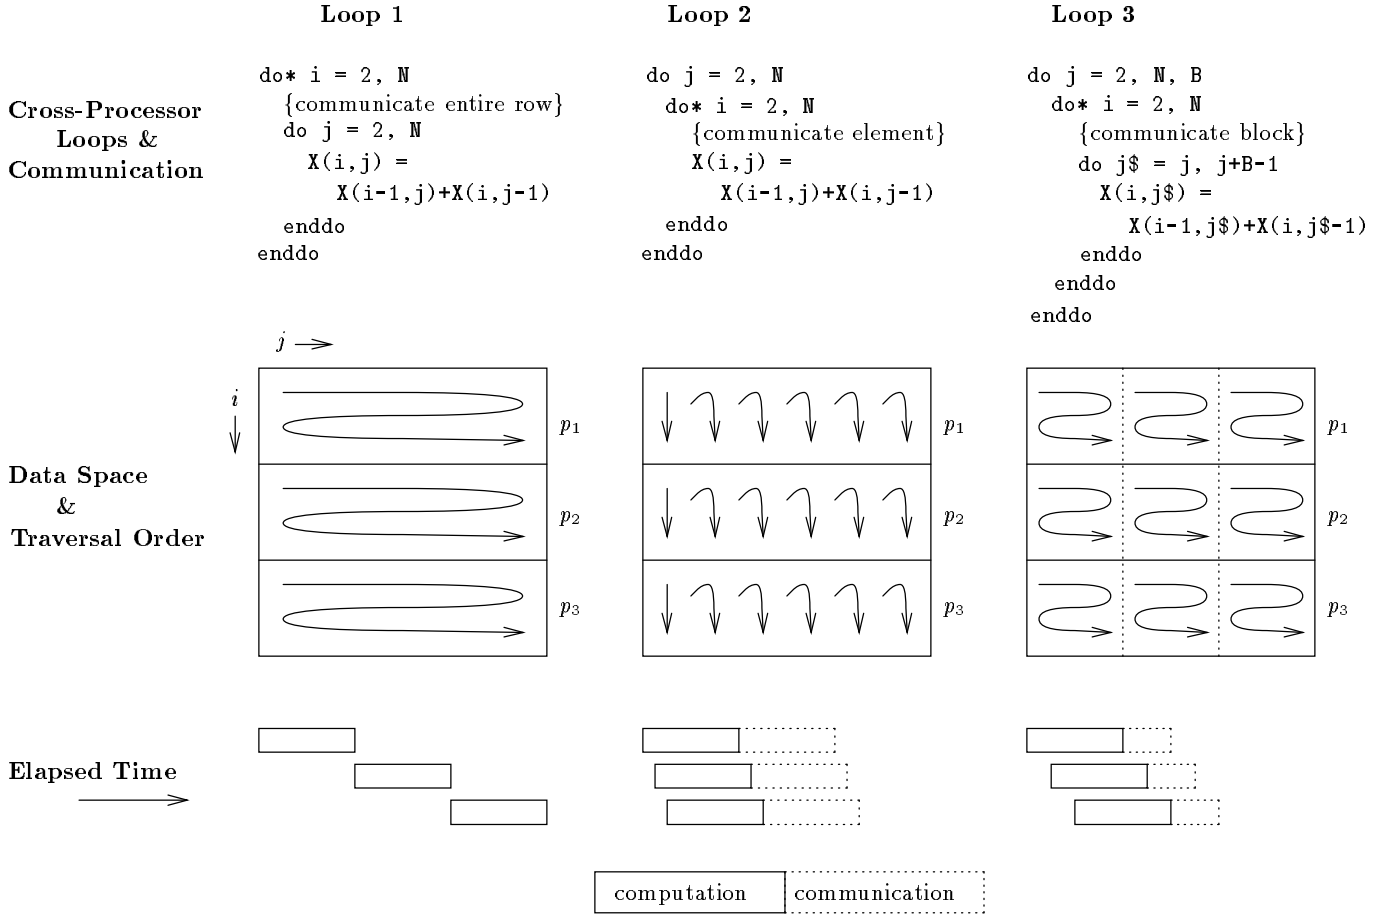 Loop 1
Loop 2
Loop 3
Cross-Processor
Loops &
Communication
do* i = 2, N
{communicate entire row}
do j = 2, N
X(i,j) =
X(i-1,j)+X(i,j-1)
enddo
enddo
do j = 2, N
do* i = 2, N
{communicate element}
X(i,j) =
X(i-1,j)+X(i,j-1)
enddo
enddo
do j = 2, N, B
do* i = 2, N
{communicate block}
do j$ = j, j+B-1
X(i,j$) =
X(i-1,j$)+X(i,j$-1)
enddo
enddo
enddo
Data Space
&
Traversal Order
j
i
p1
p2
p3
p1
p2
p3
p1
p2
p3
Elapsed Time
computation
communication